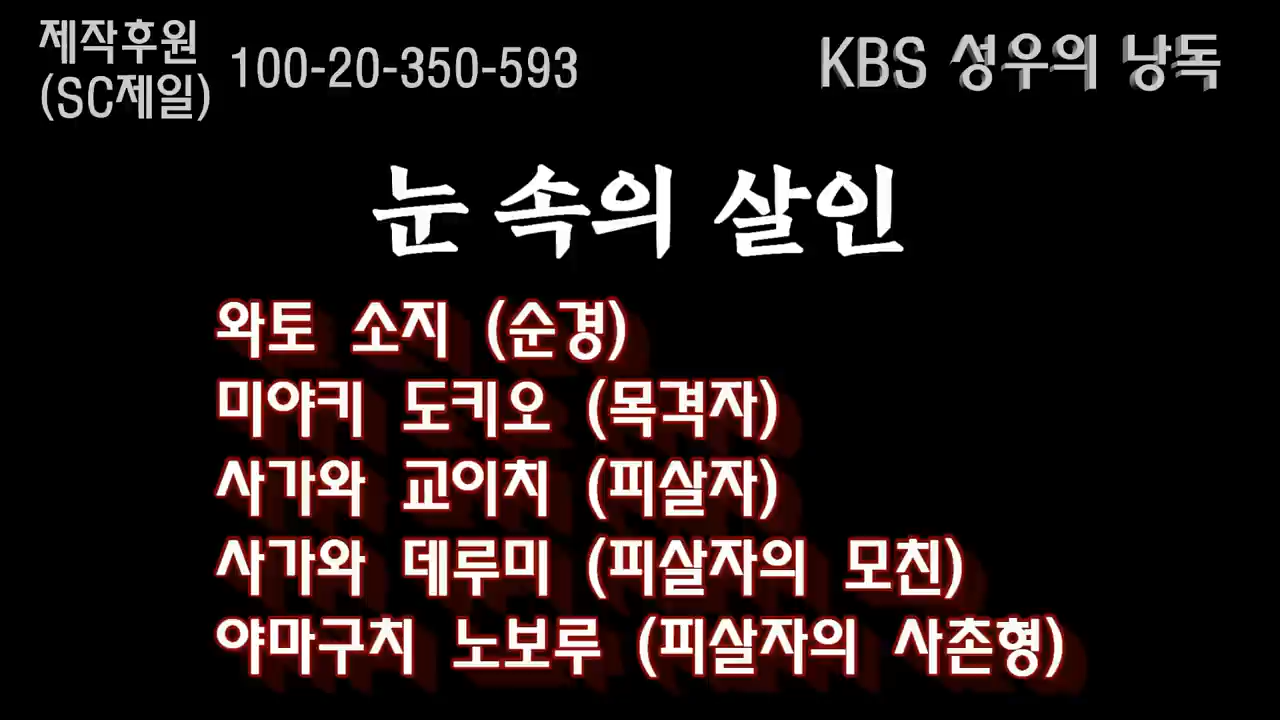 제작후원
(SC제일)
100-20-350-593
KBS 성우의 낭독
눈 속의 살인
와토 소지 (순경)
미야키 도키오 (목격자)
사가와 교이치 (피살자)
사가와 데루미 (피살자의 모친)
야마구치 노보루 (피살자의 사촌형)